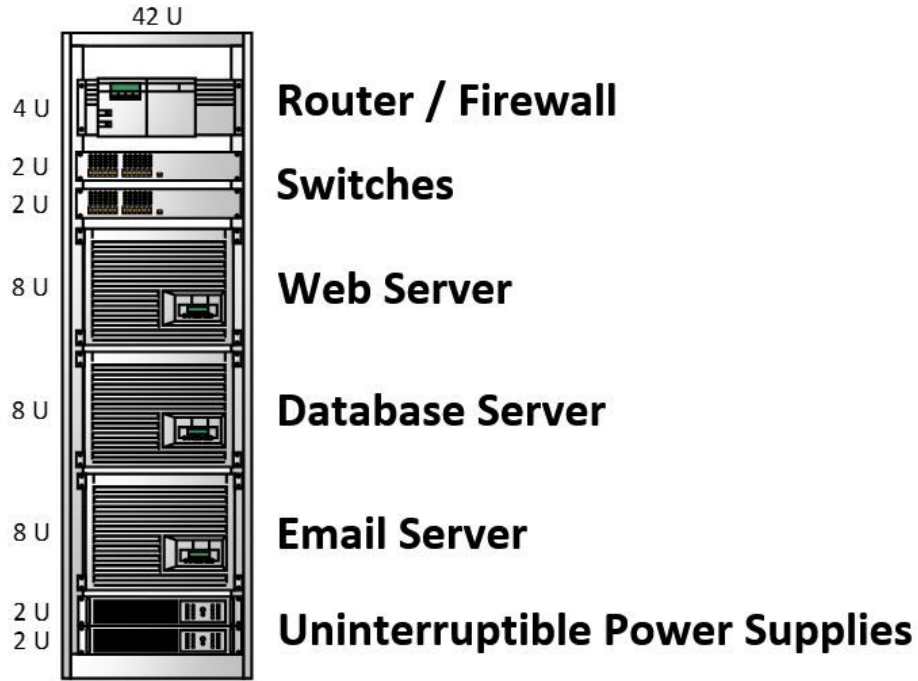 42 U
4 U Router / Firewall
2 U
Switches
2 U
8 U Web Server
8 U Database Server
8 U Email Server
2 U
Uninterruptible Power Supplies
2 U